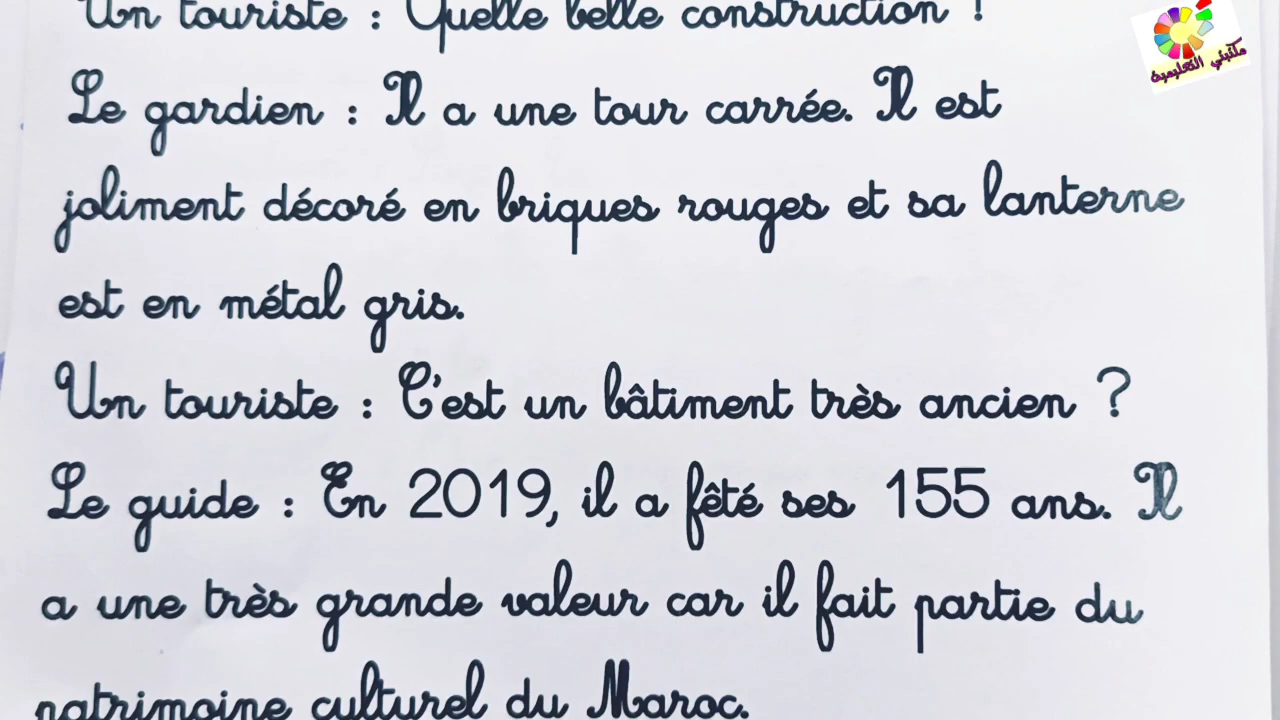 Un touriste : Quelle belle construction !
Le gardien : Il a une tour carrée. Il est
joliment décoré en briques rouges et sa lanterne
est en métal gris.
Un touriste : C'est un bâtiment très ancien ?
Le guide : En 2019, il a fêté ses 155 ans. Il
a une très grande valeur car il fait partie du
patrimoine culturel du Maroc.
مكتبتي التعليمية